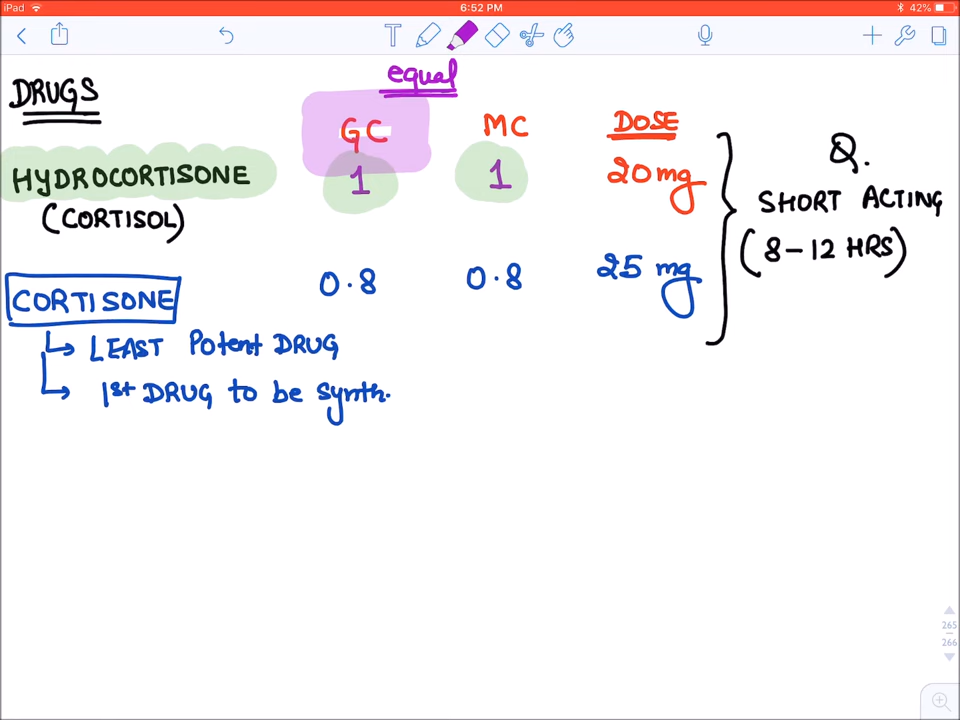 iPad 6:52 PM 42%
T
equal
DRUGS GC MC DOSE
HYDROCORTISONE 1 1 20mg
(CORTISOL)
Q.
SHORT ACTING
(8-12 HRS)
CORTISONE 0.8 0.8 25 mg
LEAST Potent DRUG
1st DRUG to be synth.
265
266